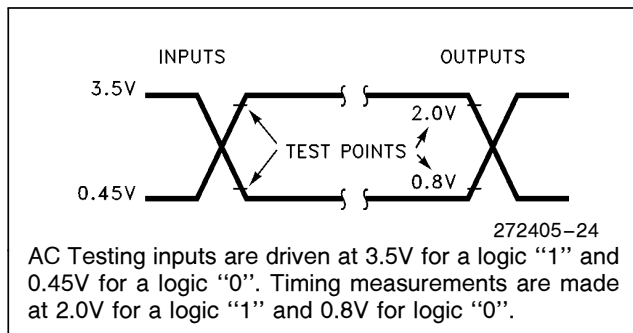 INPUTS OUTPUTS
3.5V 2.0V
TEST POINTS
0.45V 0.8V
272405–24
AC Testing inputs are driven at 3.5V for a logic ‘‘1’’ and
0.45V for a logic ‘‘0’’. Timing measurements are made
at 2.0V for a logic ‘‘1’’ and 0.8V for logic ‘‘0’’.